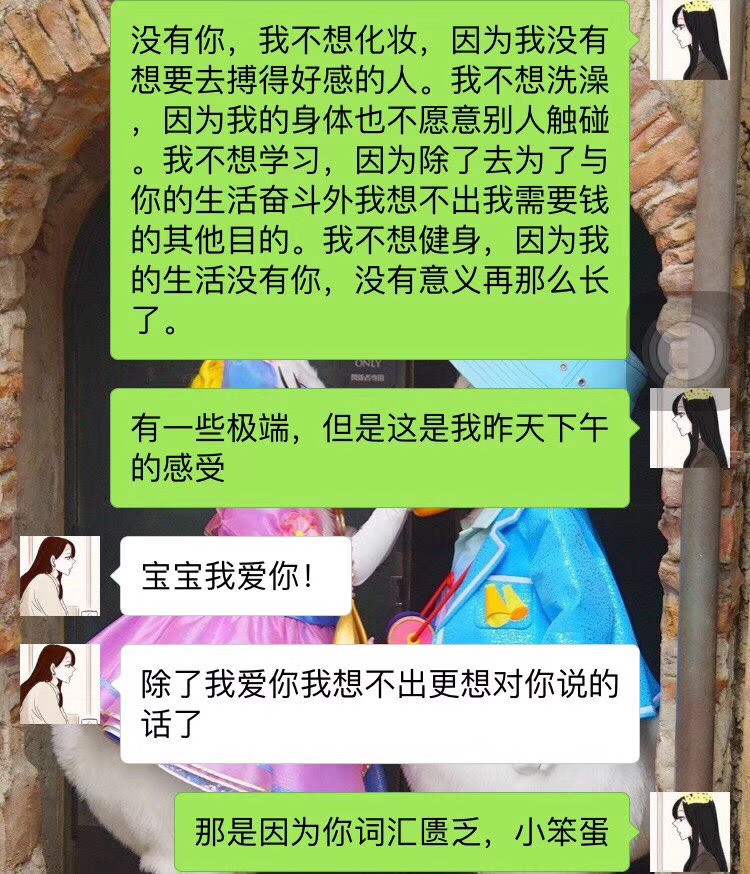 没有你，我不想化妆，因为我没有
想要去搏得好感的人。我不想洗澡
，因为我的身体也不愿意别人触碰
。我不想学习，因为除了去为了与
你的生活奋斗外我想不出我需要钱
的其他目的。我不想健身，因为我
的生活没有你，没有意义再那么长
了。
ONLY
有一些极端，但是这是我昨天下午
的感受
宝宝我爱你！
除了我爱你我想不出更想对你说的
话了
那是因为你词汇匮乏，小笨蛋